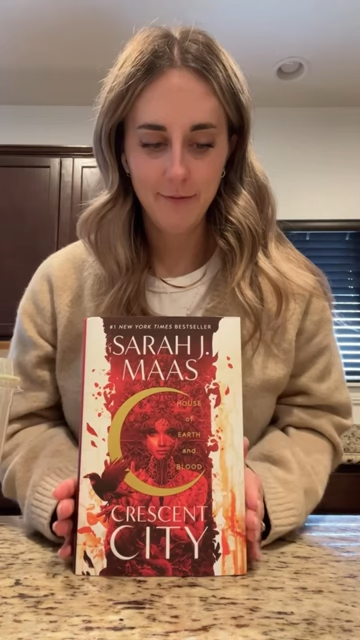 #1 NEW YORK TIMES BESTSELLER
SARAH J.
MAAS
HOUSE
of
EARTH
and
BLOOD
CRESCENT
CITY